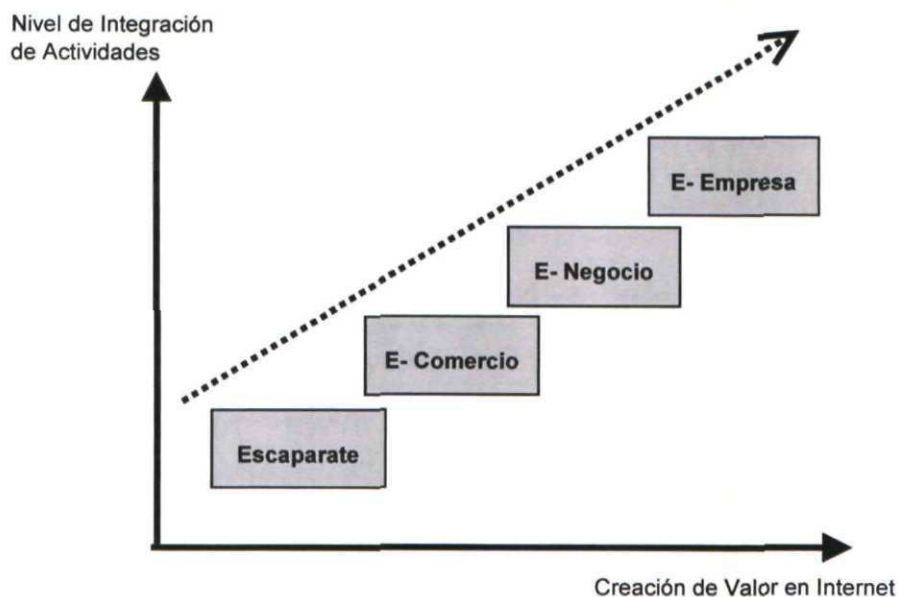 Nivel de Integración
de Actividades
E- Empresa
E- Negocio
E- Comercio
Escaparate
Creación de Valor en Internet